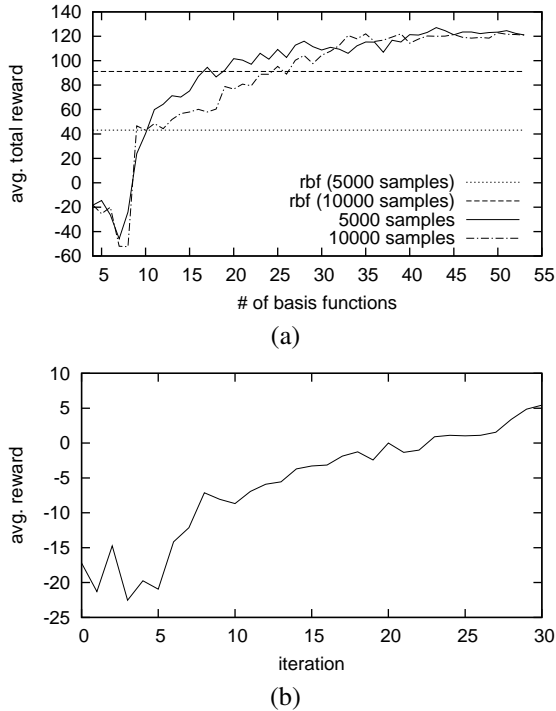 140
120
100
80
60
40
20
0
-20
-40
-60
avg. total reward
rbf (5000 samples)
rbf (10000 samples)
5000 samples
10000 samples
5 10 15 20 25 30 35 40 45 50 55
# of basis functions
(a)
10
5
0
-5
-10
-15
-20
-25
avg. reward
0 5 10 15 20 25 30
iteration
(b)